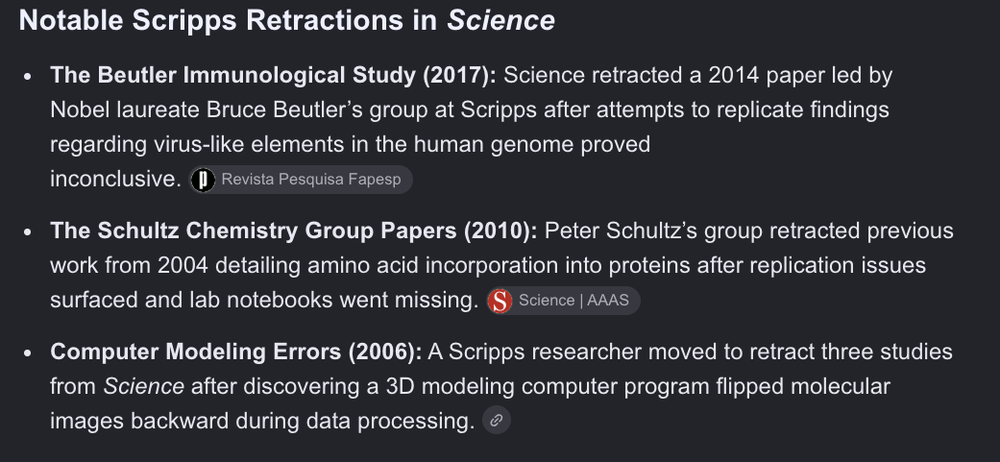 Notable Scripps Retractions in Science
• The Beutler Immunological Study (2017): Science retracted a 2014 paper led by
Nobel laureate Bruce Beutler’s group at Scripps after attempts to replicate findings
regarding virus-like elements in the human genome proved
inconclusive. Revista Pesquisa Fapesp
• The Schultz Chemistry Group Papers (2010): Peter Schultz’s group retracted previous
work from 2004 detailing amino acid incorporation into proteins after replication issues
surfaced and lab notebooks went missing. S Science | AAAS
• Computer Modeling Errors (2006): A Scripps researcher moved to retract three studies
from Science after discovering a 3D modeling computer program flipped molecular
images backward during data processing.